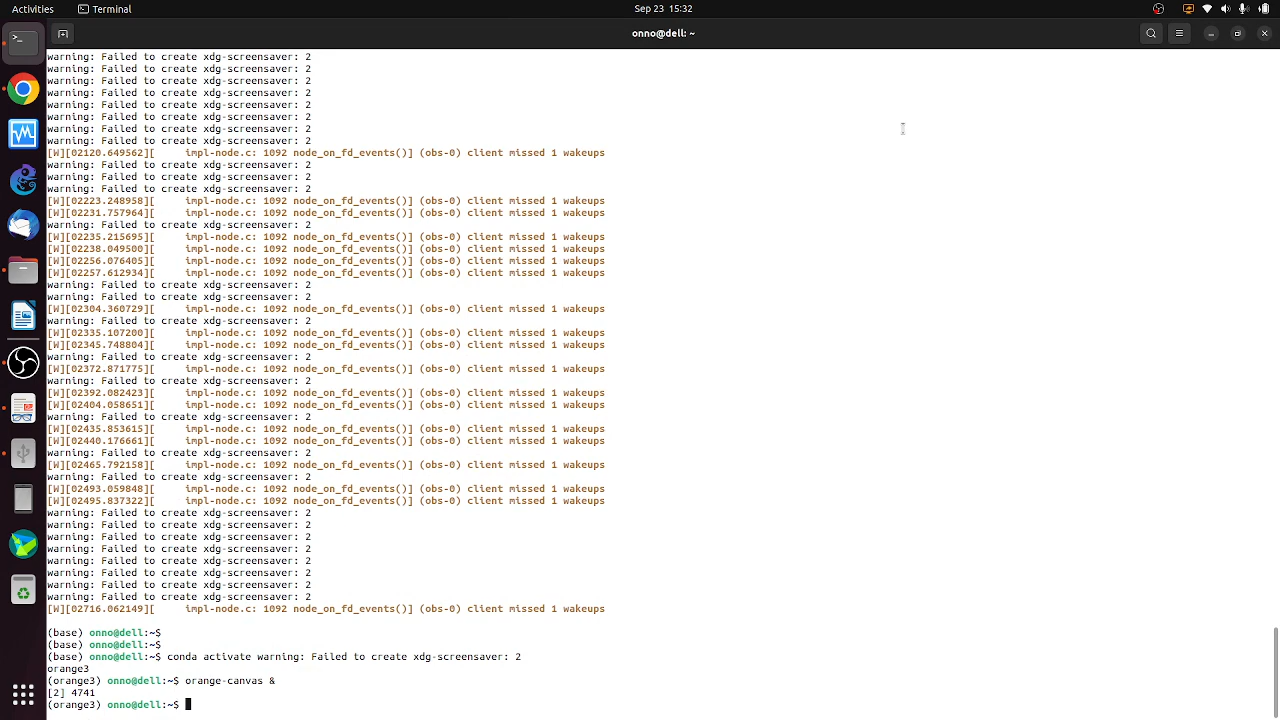 Activities
Terminal
Sep 23 15:32
onno@dell: ~
warning: Failed to create xdg-screensaver: 2
warning: Failed to create xdg-screensaver: 2
warning: Failed to create xdg-screensaver: 2
warning: Failed to create xdg-screensaver: 2
warning: Failed to create xdg-screensaver: 2
warning: Failed to create xdg-screensaver: 2
warning: Failed to create xdg-screensaver: 2
warning: Failed to create xdg-screensaver: 2
[W][02120.649562][     impl-node.c: 1092 node_on_fd_events()] (obs-0) client missed 1 wakeups
warning: Failed to create xdg-screensaver: 2
warning: Failed to create xdg-screensaver: 2
warning: Failed to create xdg-screensaver: 2
[W][02223.248958][     impl-node.c: 1092 node_on_fd_events()] (obs-0) client missed 1 wakeups
[W][02231.757964][     impl-node.c: 1092 node_on_fd_events()] (obs-0) client missed 1 wakeups
warning: Failed to create xdg-screensaver: 2
[W][02235.215695][     impl-node.c: 1092 node_on_fd_events()] (obs-0) client missed 1 wakeups
[W][02238.049500][     impl-node.c: 1092 node_on_fd_events()] (obs-0) client missed 1 wakeups
[W][02256.076405][     impl-node.c: 1092 node_on_fd_events()] (obs-0) client missed 1 wakeups
[W][02257.612934][     impl-node.c: 1092 node_on_fd_events()] (obs-0) client missed 1 wakeups
warning: Failed to create xdg-screensaver: 2
warning: Failed to create xdg-screensaver: 2
[W][02304.360729][     impl-node.c: 1092 node_on_fd_events()] (obs-0) client missed 1 wakeups
warning: Failed to create xdg-screensaver: 2
[W][02335.107200][     impl-node.c: 1092 node_on_fd_events()] (obs-0) client missed 1 wakeups
[W][02345.748804][     impl-node.c: 1092 node_on_fd_events()] (obs-0) client missed 1 wakeups
warning: Failed to create xdg-screensaver: 2
[W][02372.871775][     impl-node.c: 1092 node_on_fd_events()] (obs-0) client missed 1 wakeups
warning: Failed to create xdg-screensaver: 2
[W][02392.082423][     impl-node.c: 1092 node_on_fd_events()] (obs-0) client missed 1 wakeups
[W][02404.058651][     impl-node.c: 1092 node_on_fd_events()] (obs-0) client missed 1 wakeups
warning: Failed to create xdg-screensaver: 2
[W][02435.853615][     impl-node.c: 1092 node_on_fd_events()] (obs-0) client missed 1 wakeups
[W][02440.176661][     impl-node.c: 1092 node_on_fd_events()] (obs-0) client missed 1 wakeups
warning: Failed to create xdg-screensaver: 2
[W][02465.792158][     impl-node.c: 1092 node_on_fd_events()] (obs-0) client missed 1 wakeups
warning: Failed to create xdg-screensaver: 2
[W][02493.059848][     impl-node.c: 1092 node_on_fd_events()] (obs-0) client missed 1 wakeups
[W][02495.837322][     impl-node.c: 1092 node_on_fd_events()] (obs-0) client missed 1 wakeups
warning: Failed to create xdg-screensaver: 2
warning: Failed to create xdg-screensaver: 2
warning: Failed to create xdg-screensaver: 2
warning: Failed to create xdg-screensaver: 2
warning: Failed to create xdg-screensaver: 2
warning: Failed to create xdg-screensaver: 2
warning: Failed to create xdg-screensaver: 2
warning: Failed to create xdg-screensaver: 2
[W][02716.062149][     impl-node.c: 1092 node_on_fd_events()] (obs-0) client missed 1 wakeups
(base) onno@dell:~$
(base) onno@dell:~$
(base) onno@dell:~$ conda activate warning: Failed to create xdg-screensaver: 2
orange3
(orange3) onno@dell:~$ orange-canvas &
[2] 4741
(orange3) onno@dell:~$